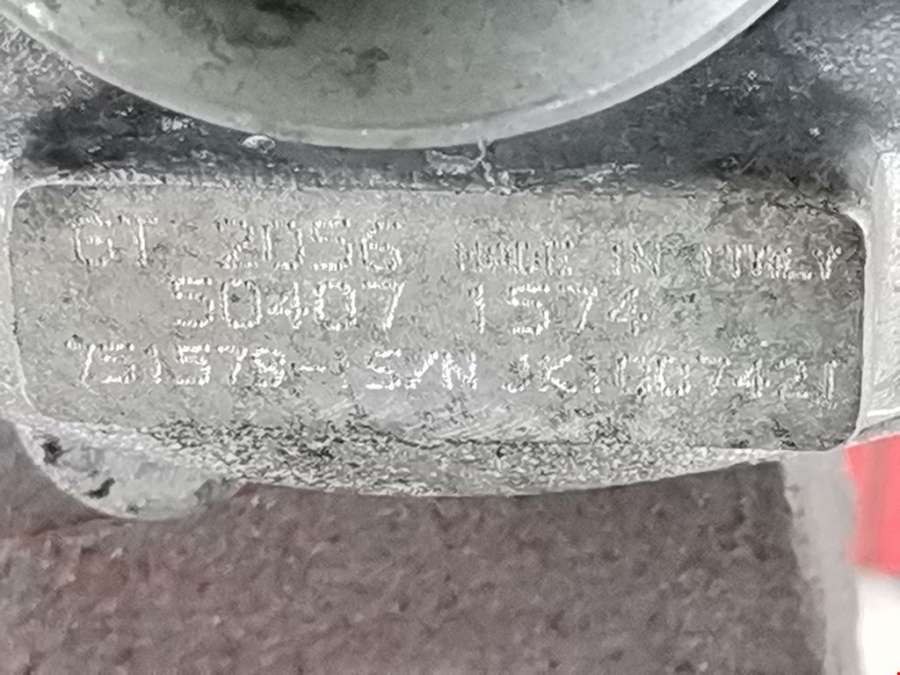 GT 2056 MADE IN ITALY
50407 1574
751578-1 S/N